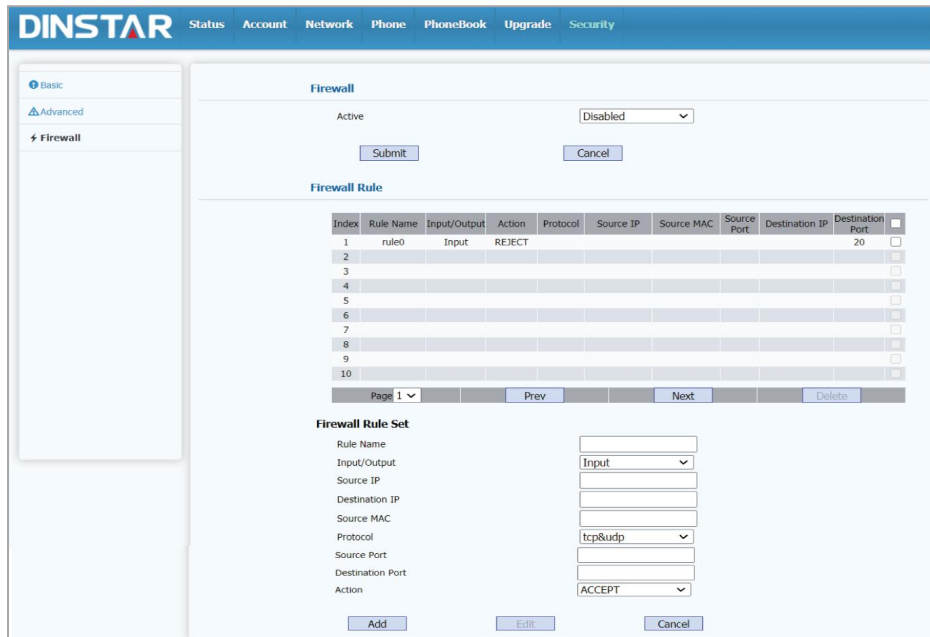 DINSTAR Status Account Network Phone PhoneBook Upgrade Security
Basic
Advanced
Firewall
Firewall
Active Disabled
Submit Cancel
Firewall Rule
Index Rule Name Input/Output Action Protocol Source IP Source MAC Source Port Destination IP Destination Port
1 rule0 Input REJECT 20
2
3
4
5
6
7
8
9
10
Page 1 Prev Next Delete
Firewall Rule Set
Rule Name
Input/Output Input
Source IP
Destination IP
Source MAC
Protocol tcp&udp
Source Port
Destination Port
Action ACCEPT
Add Edit Cancel